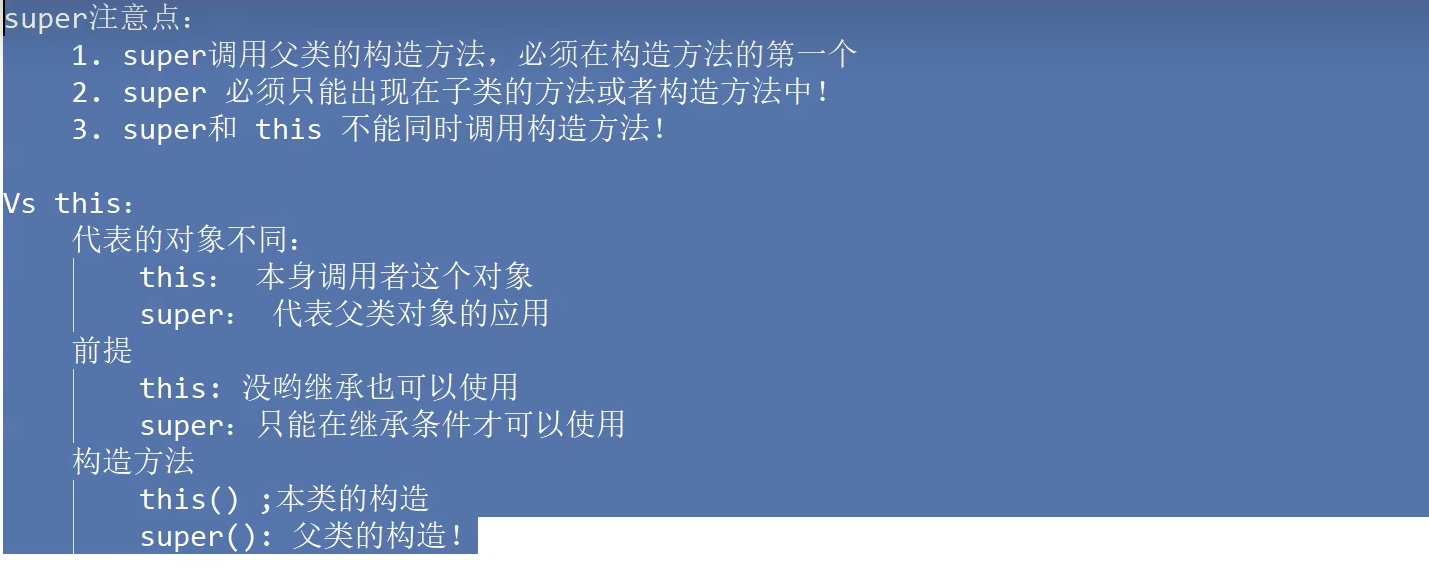 super注意点：
1. super调用父类的构造方法，必须在构造方法的第一个
2. super 必须只能出现在子类的方法或者构造方法中！
3. super和 this 不能同时调用构造方法！
Vs this：
代表的对象不同：
this： 本身调用者这个对象
super： 代表父类对象的应用
前提
this：没哟继承也可以使用
super：只能在继承条件才可以使用
构造方法
this() ;本类的构造
super()：父类的构造！